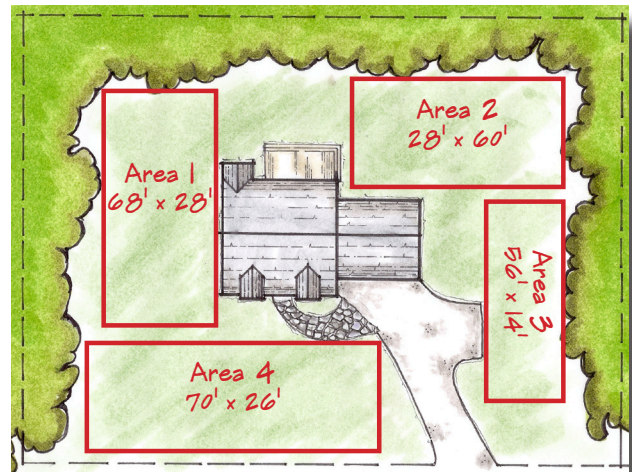 Area 1
68' x 28'
Area 2
28' x 60'
Area 3
56' x 14'
Area 4
70' x 26'